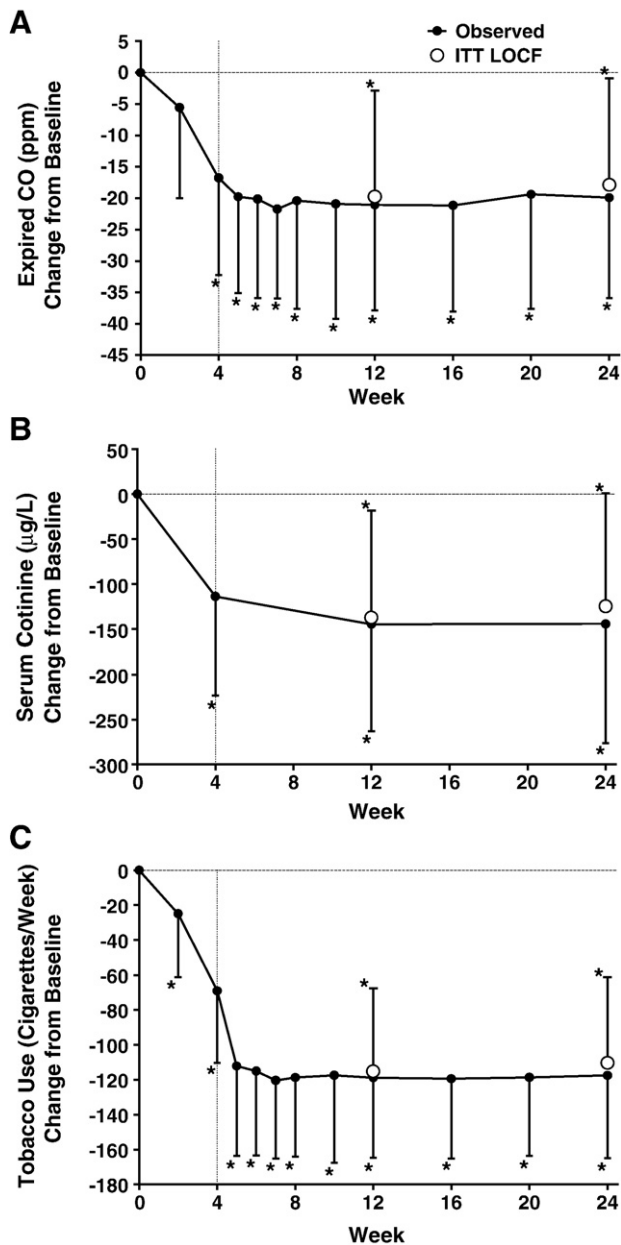 A
Observed
ITT LOCF
Expired CO (ppm)
Change from Baseline
5
0
-5
-10
-15
-20
-25
-30
-35
-40
-45
* * * * * * * * * * * *
0 4 8 12 16 20 24
Week
B
Serum Cotinine (µg/L)
Change from Baseline
50
0
-50
-100
-150
-200
-250
-300
* * * * *
0 4 8 12 16 20 24
Week
C
Tobacco Use (Cigarettes/Week)
Change from Baseline
0
-20
-40
-60
-80
-100
-120
-140
-160
-180
* * * * * * * * * * * * *
0 4 8 12 16 20 24
Week